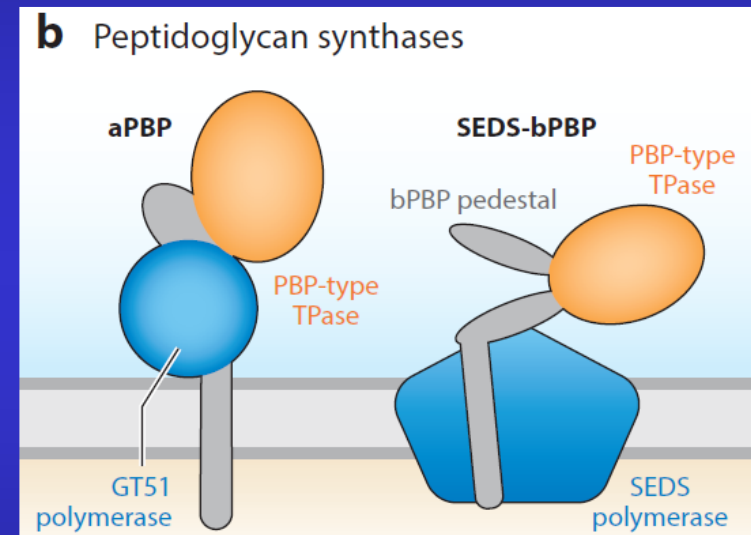 b Peptidoglycan synthases
aPBP
SEDS-bPBP
PBP-type
TPase
bPBP pedestal
PBP-type
TPase
GT51
polymerase
SEDS
polymerase